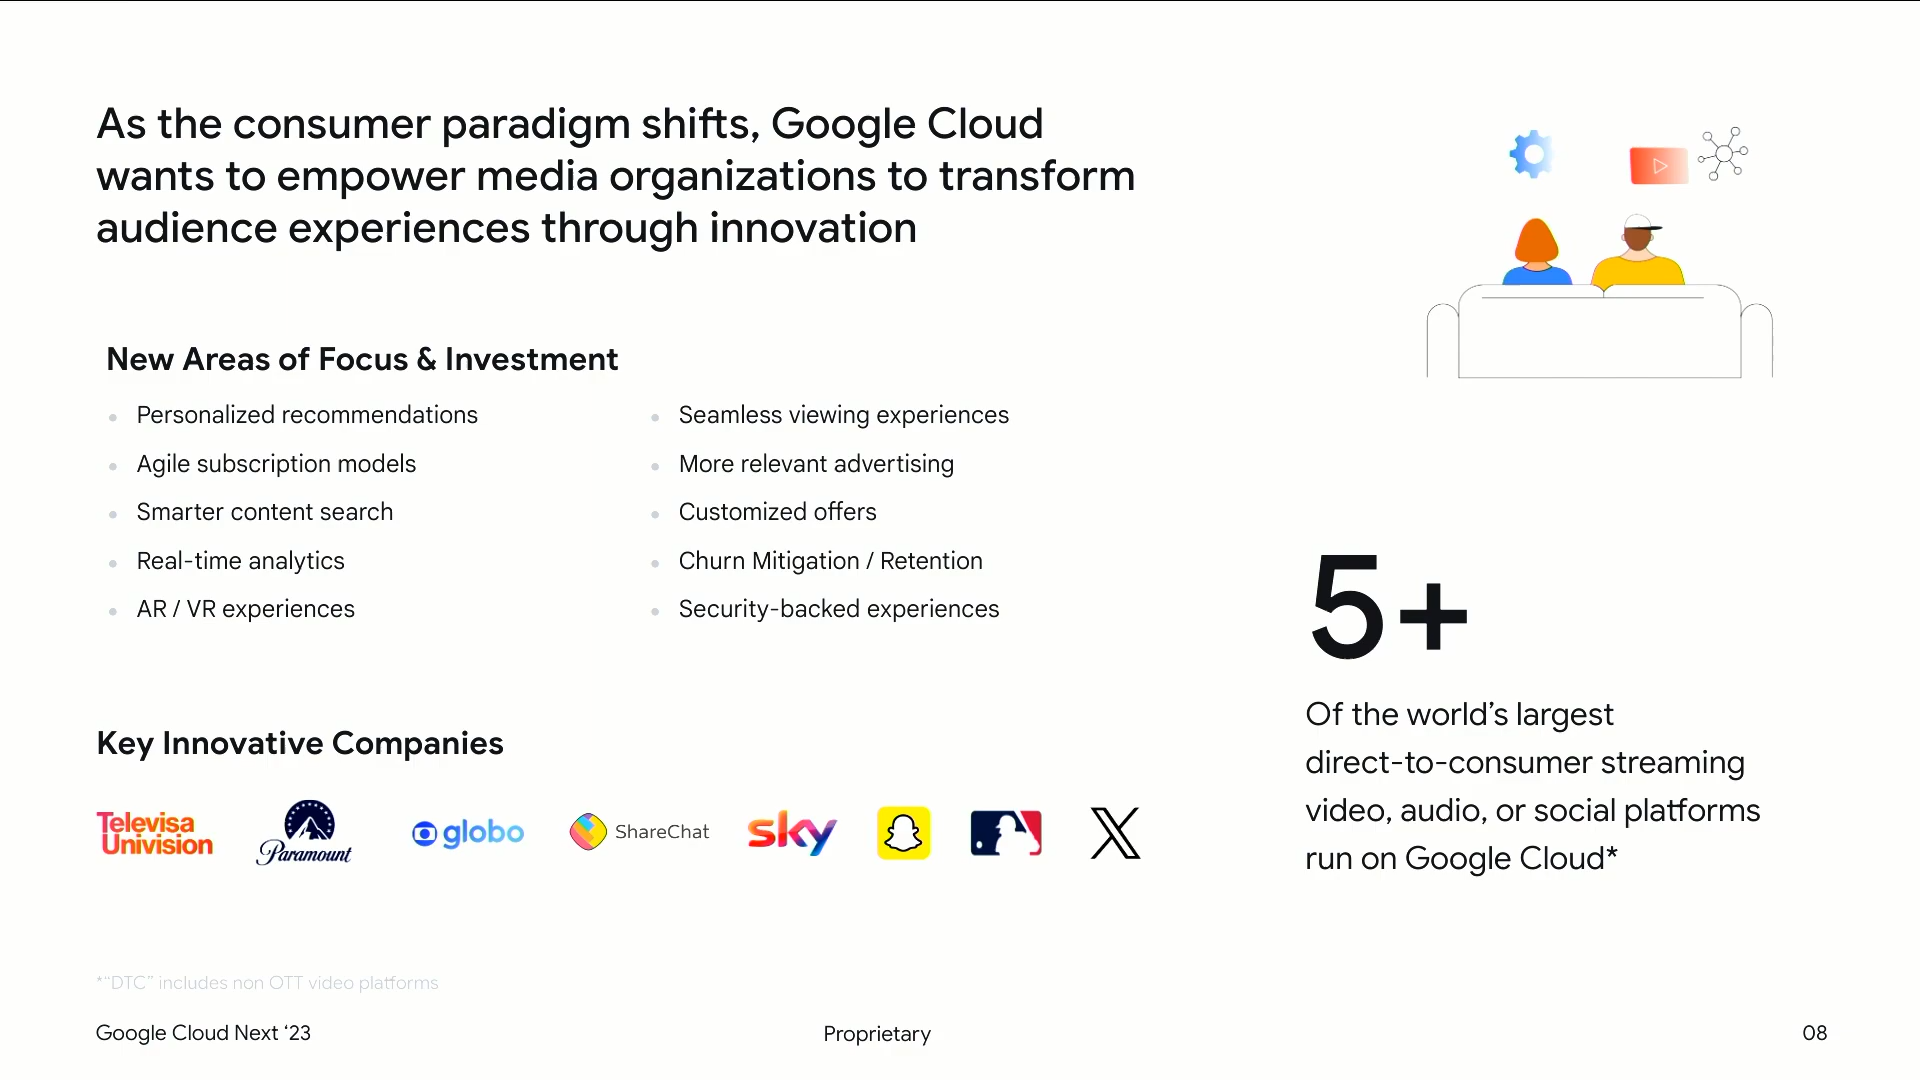 As the consumer paradigm shifts, Google Cloud
wants to empower media organizations to transform
audience experiences through innovation
New Areas of Focus & Investment
Personalized recommendations
Agile subscription models
Smarter content search
Real-time analytics
AR / VR experiences
Seamless viewing experiences
More relevant advertising
Customized offers
Churn Mitigation / Retention
Security-backed experiences
5+
Of the world’s largest
direct-to-consumer streaming
video, audio, or social platforms
run on Google Cloud*
Key Innovative Companies
Televisa
Univision
Paramount
globo
ShareChat
sky
X
*“DTC” includes non OTT video platforms
Google Cloud Next ‘23
Proprietary
08